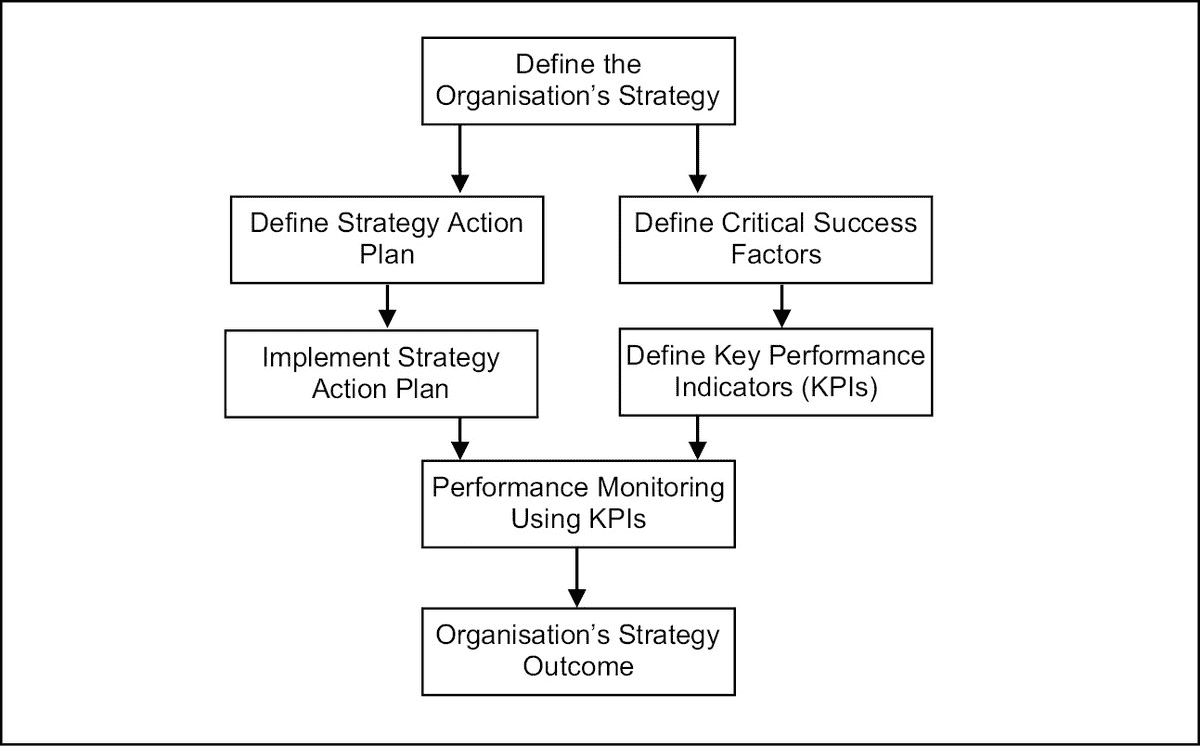 Define the
Organisation’s Strategy
Define Strategy Action
Plan
Define Critical Success
Factors
Implement Strategy
Action Plan
Define Key Performance
Indicators (KPIs)
Performance Monitoring
Using KPIs
Organisation’s Strategy
Outcome